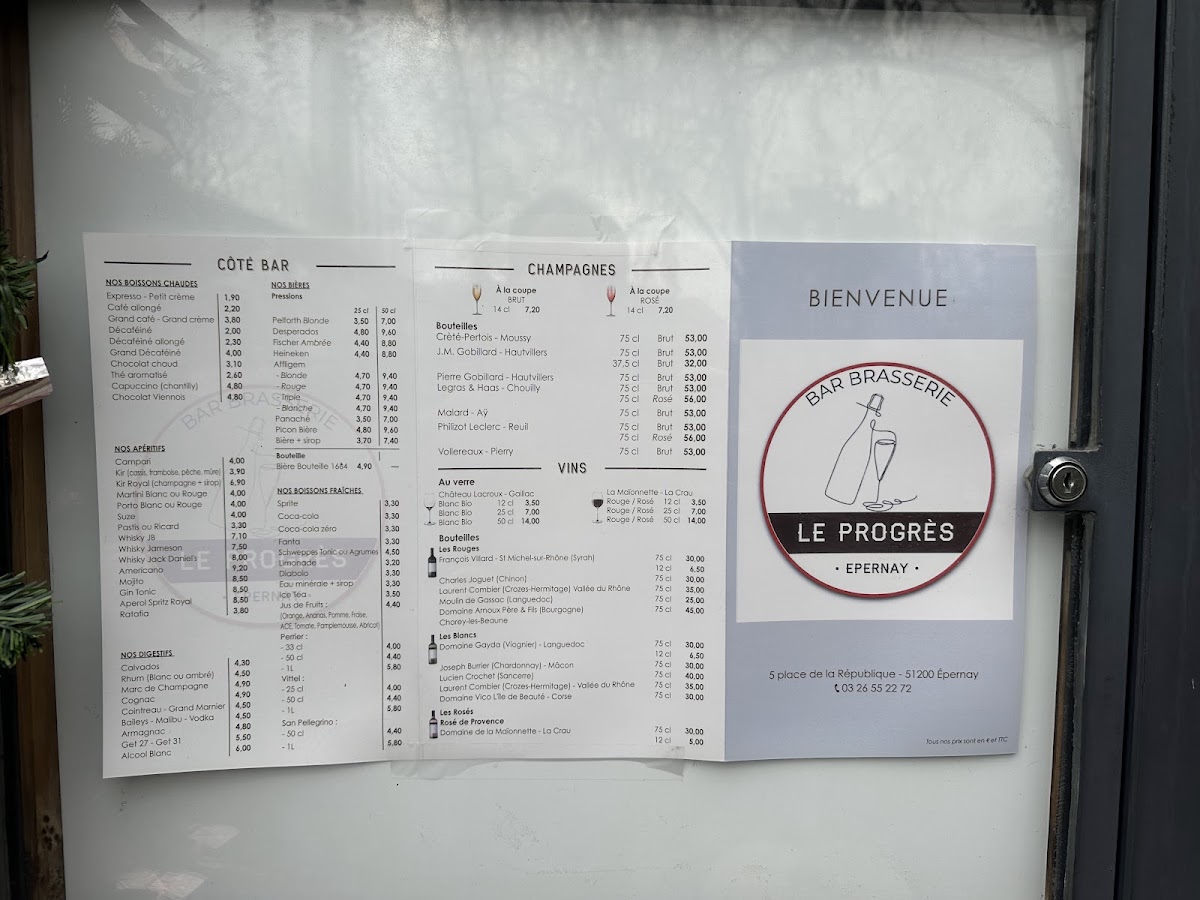 CÔTÉ BAR
NOS BOISSONS CHAUDES
Expresso - Petit crème 1,90
Café allongé 2,20
Grand café - Grand crème 3,80
Décaféiné 2,00
Décaféiné allongé 2,30
Grand Décaféiné 4,00
Chocolat chaud 3,10
Thé aromatisé 2,60
Capuccino (chantilly) 4,80
Chocolat Viennois 4,80
NOS APÉRITIFS
Campari 4,00
Kir (cassis, framboise, pêche, mûre) 3,90
Kir Royal (champagne + sirop) 6,90
Martini Blanc ou Rouge 4,00
Porto Blanc ou Rouge 4,00
Suze 4,00
Pastis ou Ricard 3,30
Whisky JB 7,10
Whisky Jameson 7,50
Whisky Jack Daniel's 8,00
Americano 9,20
Mojito 8,50
Gin Tonic 8,50
Aperol Spritz Royal 8,50
Ratafia 3,80
NOS DIGESTIFS
Calvados 4,30
Rhum (Blanc ou ambré) 4,50
Marc de Champagne 4,90
Cognac 4,90
Cointreau - Grand Marnier 4,50
Baileys - Malibu - Vodka 4,50
Armagnac 4,80
Get 27 - Get 31 5,50
Alcool Blanc 6,00
NOS BIÈRES
Pressions
25 cl 50 cl
Pelforth Blonde 3,50 7,00
Desperados 4,80 9,60
Fischer Ambrée 4,40 8,80
Heineken 4,40 8,80
Affligem
- Blonde 4,70 9,40
- Rouge 4,70 9,40
- Triple 4,70 9,40
- Blanche 4,70 9,40
Panaché 3,50 7,00
Picon Bière 4,80 9,60
Bière + sirop 3,70 7,40
Bouteille
Bière Bouteille 1664 4,90 —
NOS BOISSONS FRAÎCHES
Sprite 3,30
Coca-cola 3,30
Coca-cola zéro 3,30
Fanta 3,30
Schweppes Tonic ou Agrumes 4,50
Limonade 3,20
Diabolo 3,30
Eau minérale + sirop 3,30
Ice Tea 3,50
Jus de Fruits : 4,40
(Orange, Ananas, Pomme, Fraise,
ACE, Tomate, Pamplemousse, Abricot)
Perrier :
- 33 cl 4,00
- 50 cl 4,40
- 1L 5,80
Vittel :
- 25 cl 4,00
- 50 cl 4,40
- 1L 5,80
San Pellegrino :
- 50 cl 4,40
- 1L 5,80
BAR BRASSERIE
LE PROGRÈS
· EPERNAY ·
CHAMPAGNES
À la coupe
BRUT
14 cl 7,20
À la coupe
ROSÉ
14 cl 7,20
Bouteilles
Crété-Pertois - Moussy 75 cl Brut 53,00
J.M. Gobillard - Hautvillers 75 cl Brut 53,00
37,5 cl Brut 32,00
Pierre Gobillard - Hautvillers 75 cl Brut 53,00
Legras & Haas - Chouilly 75 cl Brut 53,00
75 cl Rosé 56,00
Malard - Aÿ 75 cl Brut 53,00
Philizot Leclerc - Reuil 75 cl Brut 53,00
75 cl Rosé 56,00
Vollereaux - Pierry 75 cl Brut 53,00
VINS
Au verre
Château Lacroux - Gaillac
Blanc Bio 12 cl 3,50
Blanc Bio 25 cl 7,00
Blanc Bio 50 cl 14,00
La Maïonnette - La Crau
Rouge / Rosé 12 cl 3,50
Rouge / Rosé 25 cl 7,00
Rouge / Rosé 50 cl 14,00
Bouteilles
Les Rouges
François Villard - St Michel-sur-Rhône (Syrah) 75 cl 30,00
12 cl 6,50
Charles Joguet (Chinon) 75 cl 30,00
Laurent Combier (Crozes-Hermitage) Vallée du Rhône 75 cl 35,00
Moulin de Gassac (Languedoc) 75 cl 25,00
Domaine Arnoux Père & Fils (Bourgogne) 75 cl 45,00
Chorey-les-Beaune
Les Blancs
Domaine Gayda (Viognier) - Languedoc 75 cl 30,00
12 cl 6,50
Joseph Burrier (Chardonnay) - Mâcon 75 cl 30,00
Lucien Crochet (Sancerre) 75 cl 40,00
Laurent Combier (Crozes-Hermitage) - Vallée du Rhône 75 cl 35,00
Domaine Vico L'Île de Beauté - Corse 75 cl 30,00
Les Rosés
Rosé de Provence
Domaine de la Maïonnette - La Crau 75 cl 30,00
12 cl 5,00
BIENVENUE
BAR BRASSERIE
LE PROGRÈS
· EPERNAY ·
5 place de la République - 51200 Épernay
03 26 55 22 72
Tous nos prix sont en € et TTC